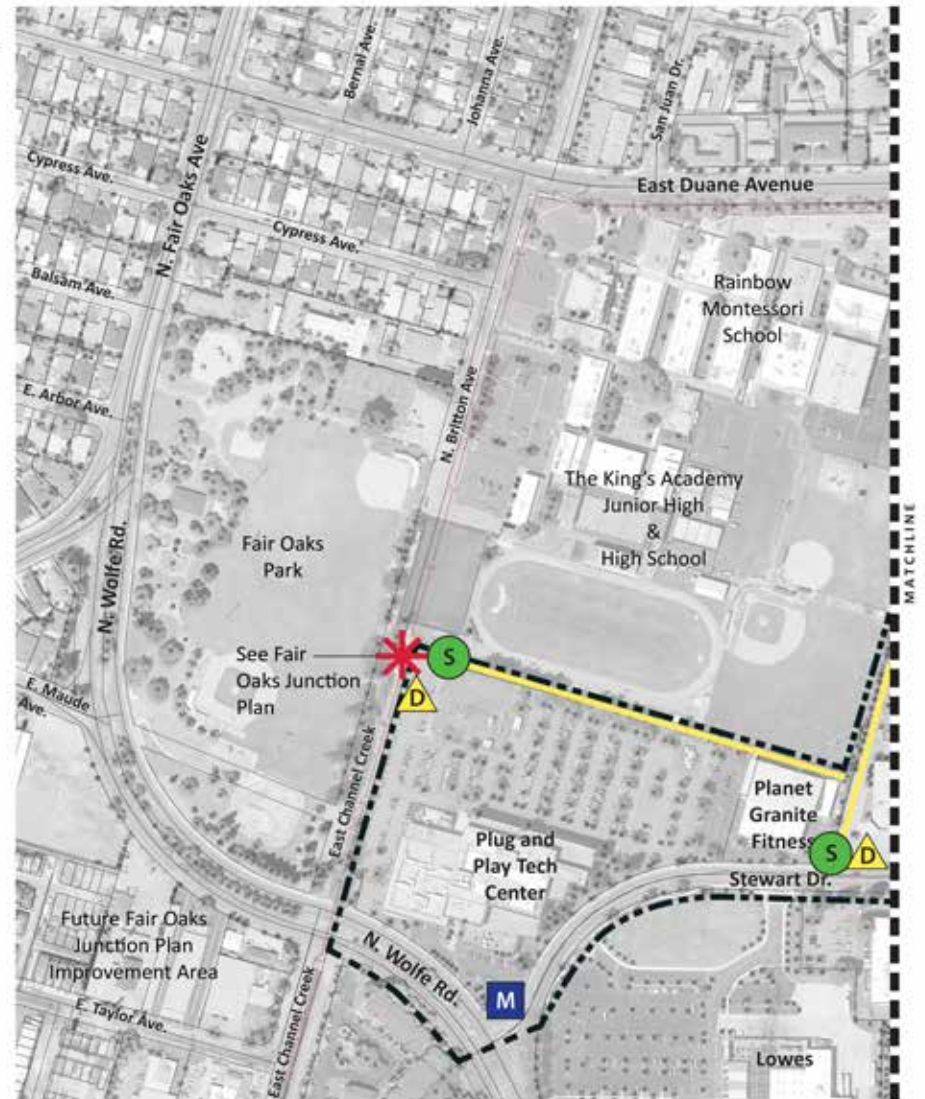 Bernal Ave.
Johanna Ave.
San Juan Dr.
East Duane Avenue
Cypress Ave.
N. Fair Oaks Ave
Cypress Ave.
Balsam Ave.
Rainbow
Montessori
School
E. Arbor Ave.
N. Britton Ave
The King's Academy
Junior High
&
High School
MATCHLINE
Fair Oaks
Park
N. Wolfe Rd.
See Fair
Oaks Junction
Plan
S
D
E. Maude
Ave.
East Channel Creek
Planet
Granite
Fitness
S
D
Plug and
Play Tech
Center
Stewart Dr.
Future Fair Oaks
Junction Plan
Improvement Area
N. Wolfe Rd.
M
E. Taylor Ave.
East Channel Creek
Lowes